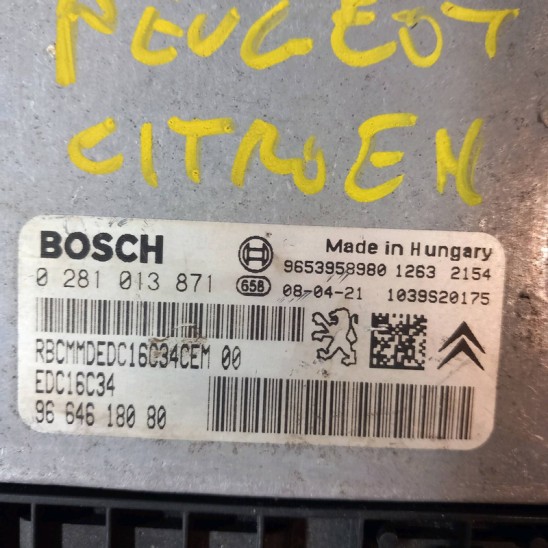 PEUGEOT
CITROEN
BOSCH
Made in Hungary
0 281 013 871
9653958980 1263 2154
658 08-04-21 1039S20175
RBCMMDEDC16C34CEM 00
EDC16C34
96 646 180 80